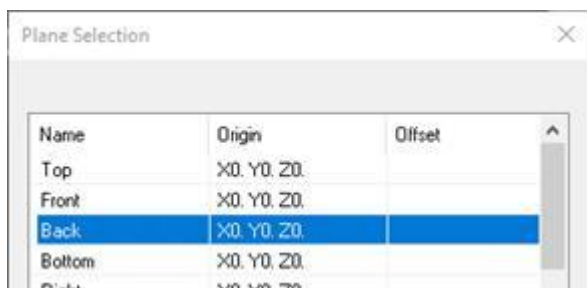 Plane Selection
Name Origin Offset
Top X0. Y0. Z0.
Front X0. Y0. Z0.
Back X0. Y0. Z0.
Bottom X0. Y0. Z0.